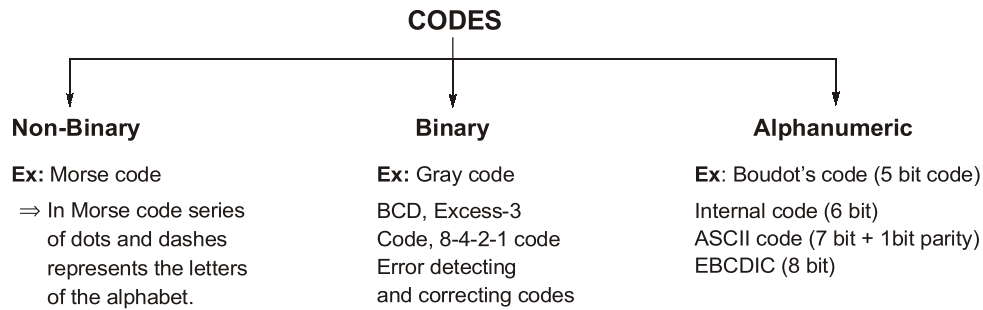 CODES
Non-Binary
Ex: Morse code
⇒ In Morse code series
of dots and dashes
represents the letters
of the alphabet.
Binary
Ex: Gray code
BCD, Excess-3
Code, 8-4-2-1 code
Error detecting
and correcting codes
Alphanumeric
Ex: Boudot's code (5 bit code)
Internal code (6 bit)
ASCII code (7 bit + 1bit parity)
EBCDIC (8 bit)